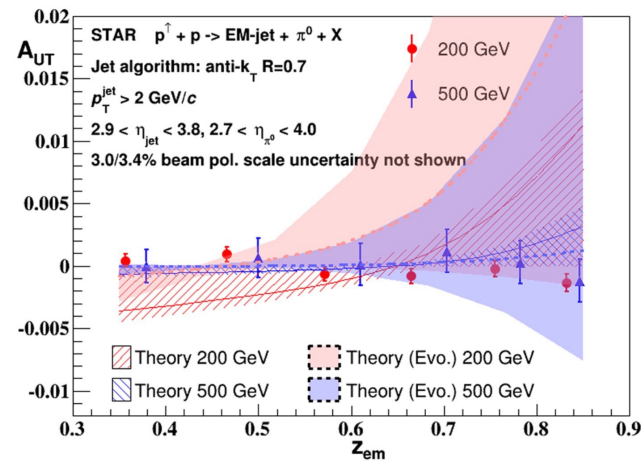 0.02
A_UT
STAR p↑ + p -> EM-jet + π⁰ + X
200 GeV
0.015
Jet algorithm: anti-k_T R=0.7
p_T^jet > 2 GeV/c
500 GeV
0.01
2.9 < η_jet < 3.8, 2.7 < η_π⁰ < 4.0
3.0/3.4% beam pol. scale uncertainty not shown
0.005
0
-0.005
Theory 200 GeV
Theory (Evo.) 200 GeV
Theory 500 GeV
Theory (Evo.) 500 GeV
-0.01
0.3 0.4 0.5 0.6 0.7 0.8 0.9
z_em